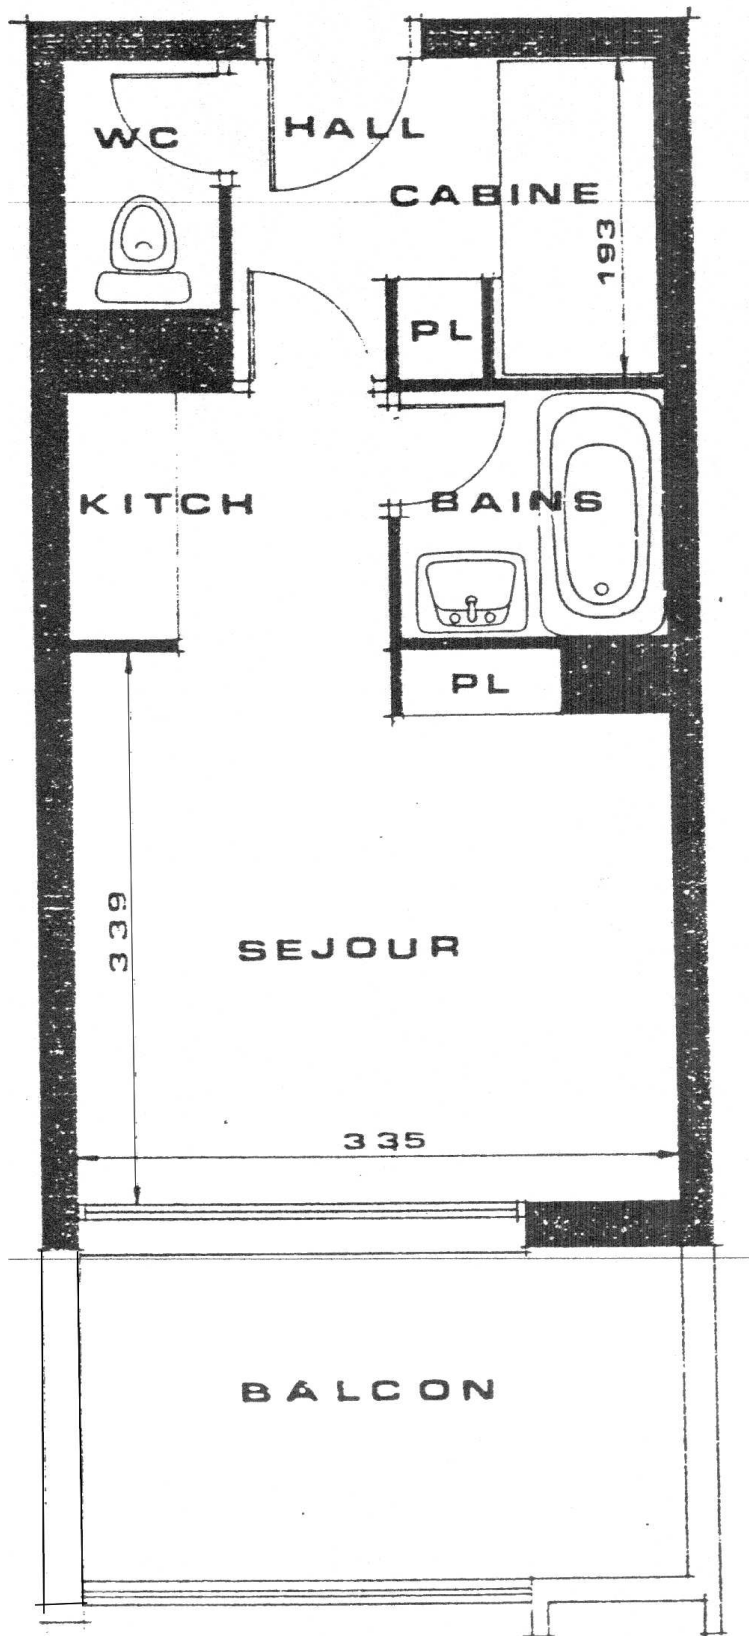 WC
HALL
CABINE
193
PL
KITCH
BAINS
PL
339
SEJOUR
335
BALCON